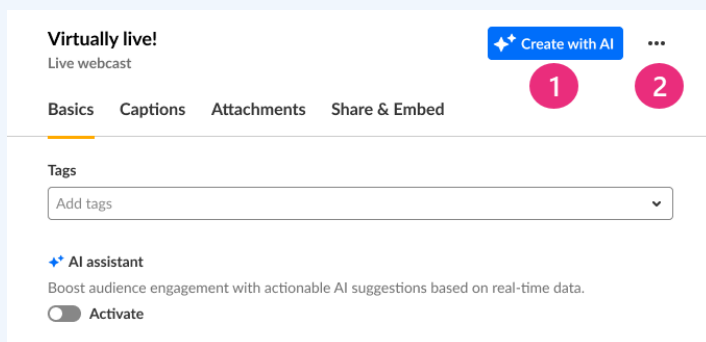 Virtually live!
Create with AI
Live webcast
1
2
Basics Captions Attachments Share & Embed
Tags
Add tags
AI assistant
Boost audience engagement with actionable AI suggestions based on real-time data.
Activate